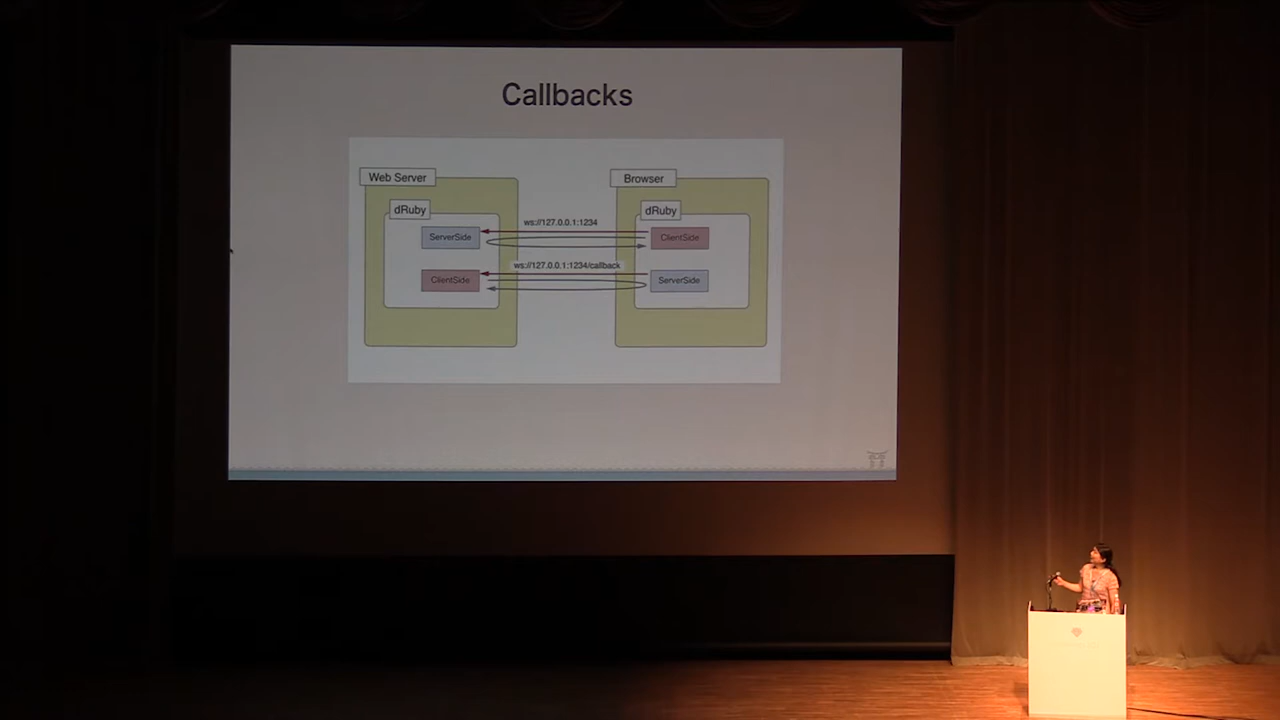 Callbacks
Web Server
Browser
dRuby
dRuby
ws://127.0.0.1:1234
ServerSide
ClientSide
ws://127.0.0.1:1234/callback
ClientSide
ServerSide